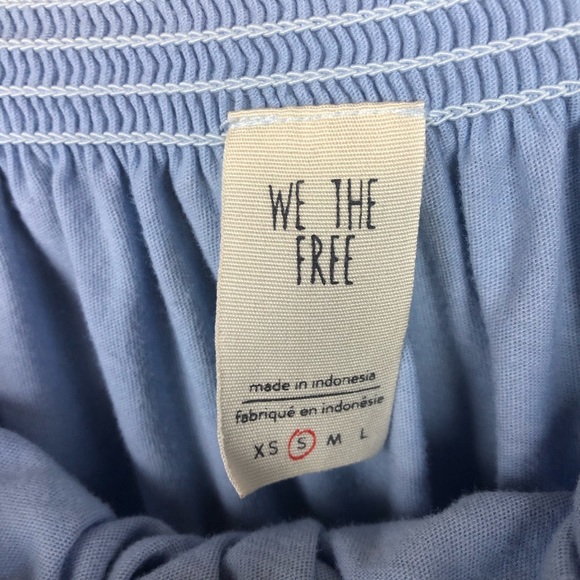 WE THE
FREE
made in indonesia
fabriqué en indonésie
XS S M L